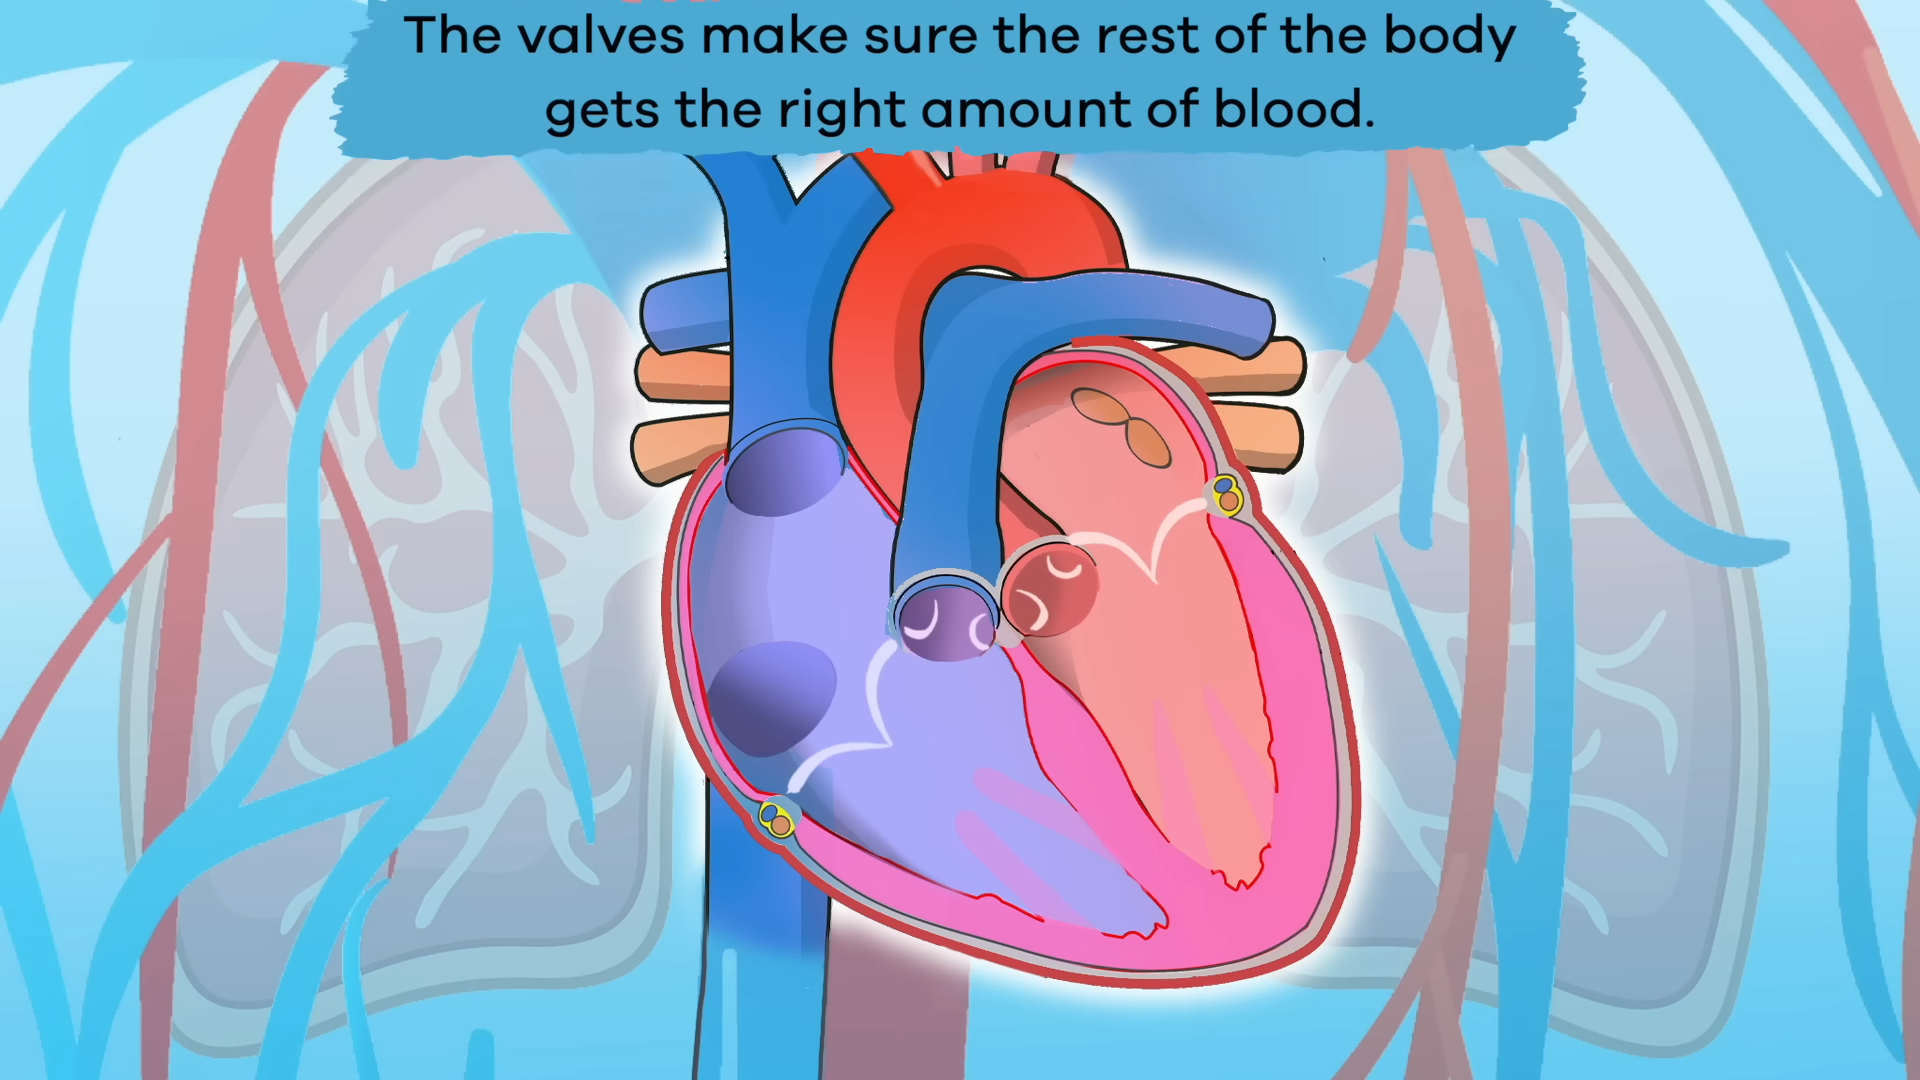 The valves make sure the rest of the body
gets the right amount of blood.